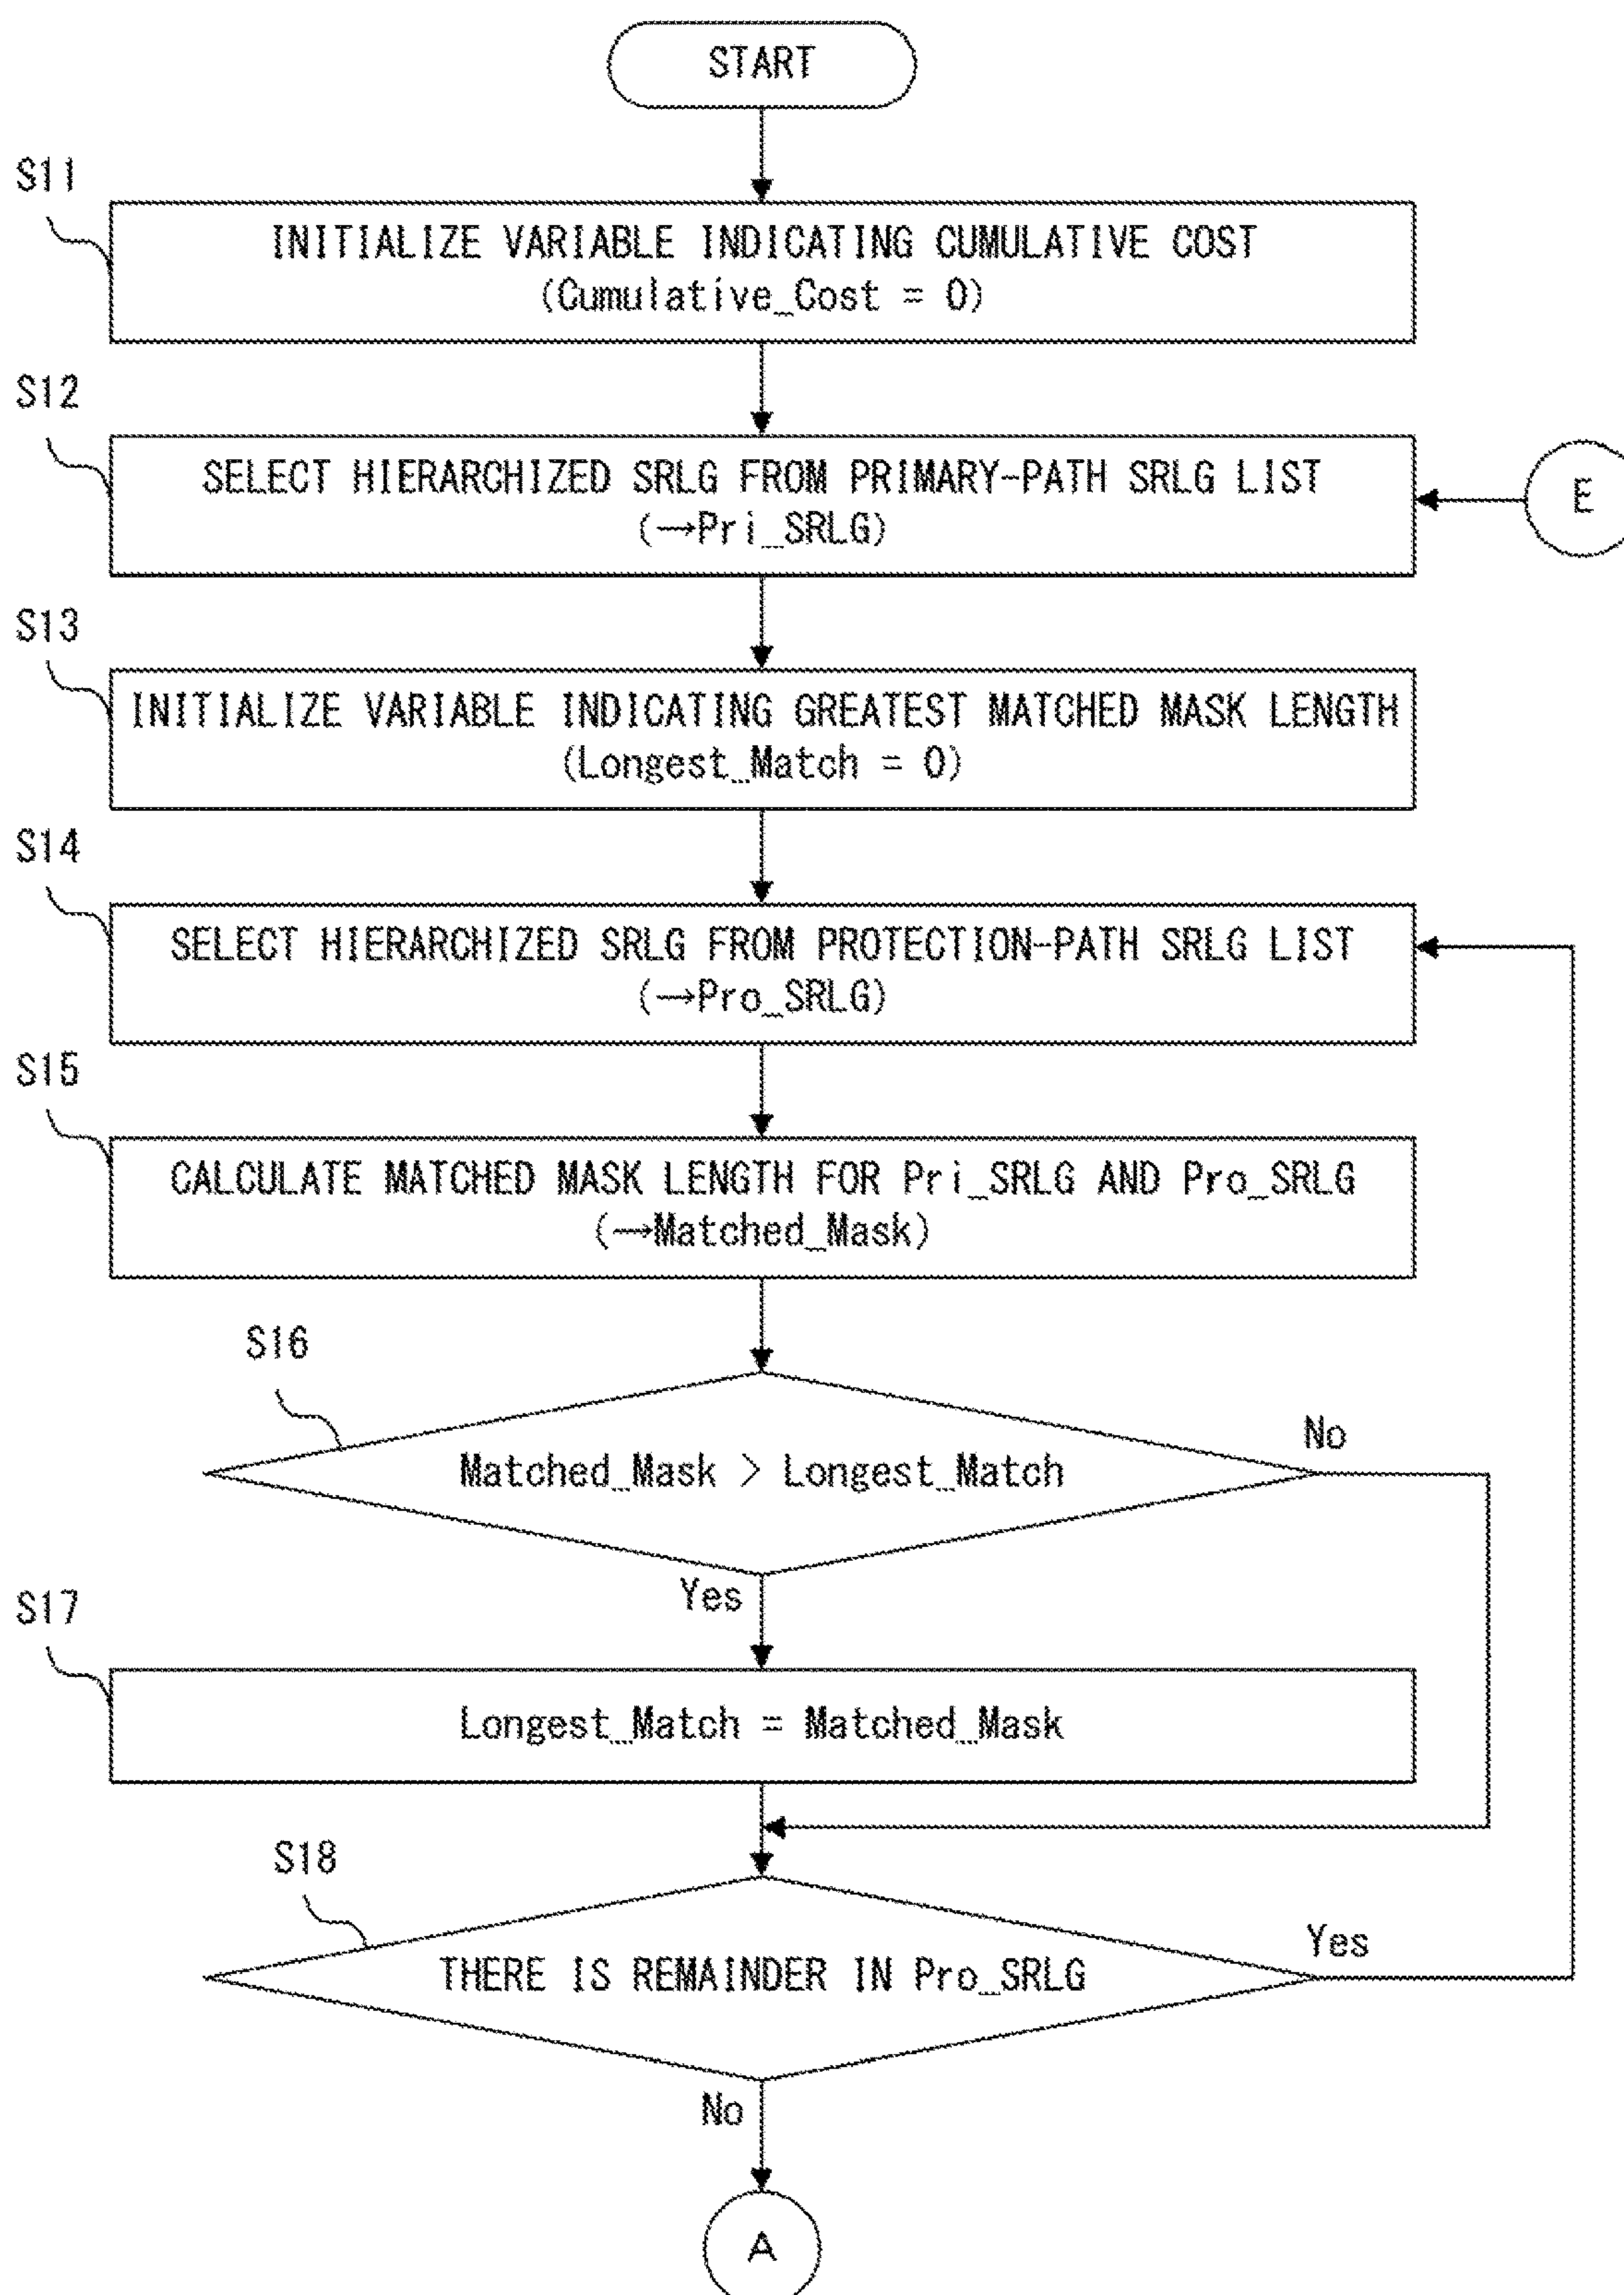 START
S11
INITIALIZE VARIABLE INDICATING CUMULATIVE COST
(Cumulative_Cost = 0)
S12
SELECT HIERARCHIZED SRLG FROM PRIMARY-PATH SRLG LIST
(→Pri_SRLG)
E
S13
INITIALIZE VARIABLE INDICATING GREATEST MATCHED MASK LENGTH
(Longest_Match = 0)
S14
SELECT HIERARCHIZED SRLG FROM PROTECTION-PATH SRLG LIST
(→Pro_SRLG)
S15
CALCULATE MATCHED MASK LENGTH FOR Pri_SRLG AND Pro_SRLG
(→Matched_Mask)
S16
Matched_Mask > Longest_Match
No
Yes
S17
Longest_Match = Matched_Mask
S18
THERE IS REMAINDER IN Pro_SRLG
Yes
No
A